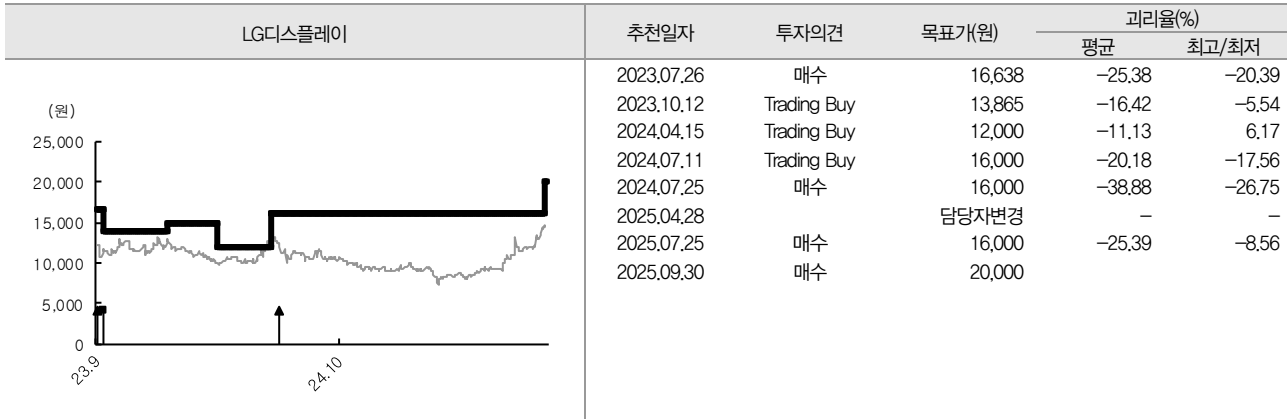 LG디스플레이
(원)
25,000
20,000
15,000
10,000
5,000
0
23.9
24.10
추천일자 투자의견 목표가(원) 괴리율(%)
평균 최고/최저
2023.07.26 매수 16,638 -25.38 -20.39
2023.10.12 Trading Buy 13,865 -16.42 -5.54
2024.04.15 Trading Buy 12,000 -11.13 6.17
2024.07.11 Trading Buy 16,000 -20.18 -17.56
2024.07.25 매수 16,000 -38.88 -26.75
2025.04.28 담당자변경 - -
2025.07.25 매수 16,000 -25.39 -8.56
2025.09.30 매수 20,000